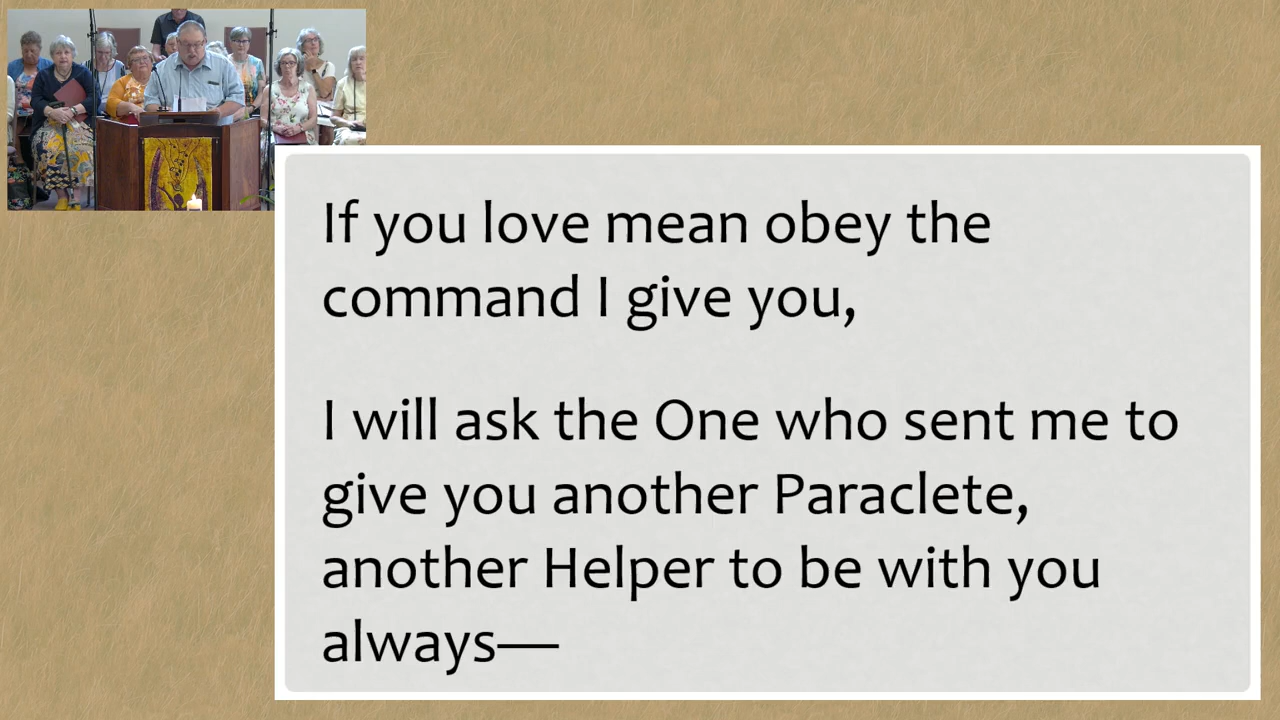 If you love mean obey the
command I give you,
I will ask the One who sent me to
give you another Paraclete,
another Helper to be with you
always—